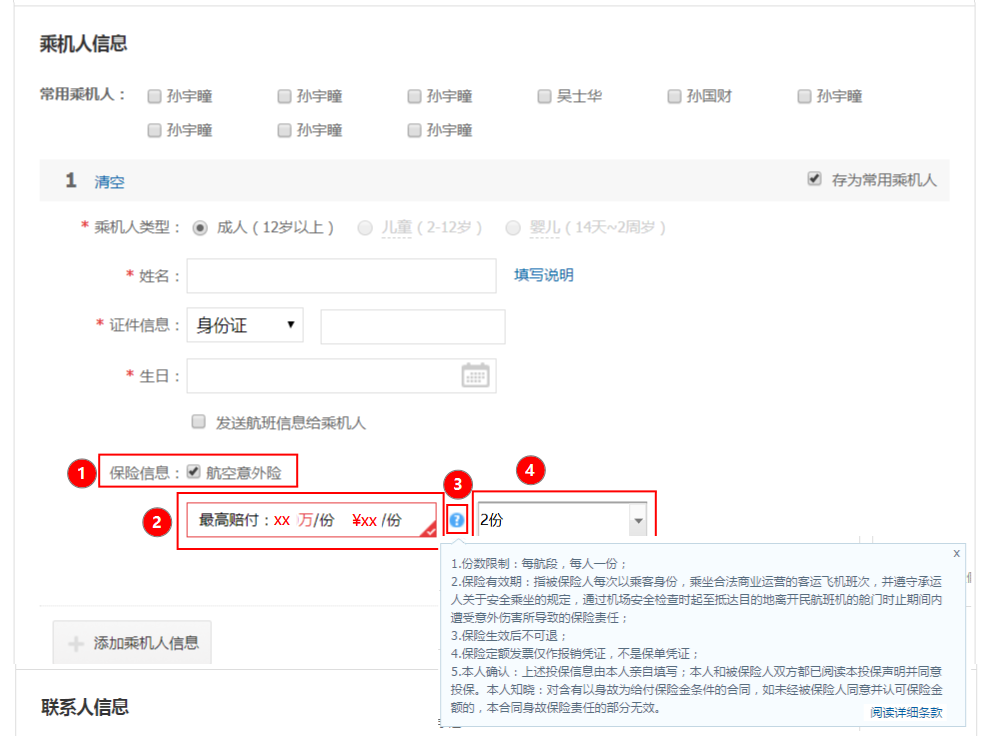 乘机人信息
常用乘机人： 孙宇瞳 孙宇瞳 孙宇瞳 吴士华 孙国财 孙宇瞳
孙宇瞳 孙宇瞳 孙宇瞳
1 清空 存为常用乘机人
* 乘机人类型： 成人（12岁以上） 儿童（2-12岁） 婴儿（14天~2周岁）
* 姓名： 填写说明
* 证件信息： 身份证
* 生日：
发送航班信息给乘机人
1 保险信息： 航空意外险
3 4
2 最高赔付：xx 万/份 ¥xx /份 ? 2份
x
1.份数限制：每航段，每人一份；
2.保险有效期：指被保险人每次以乘客身份，乘坐合法商业运营的客运飞机班次，并遵守承运
人关于安全乘坐的规定，通过机场安全检查时起至抵达目的地离开民航班机的舱门时止期间内
遭受意外伤害所导致的保险责任；
3.保险生效后不可退；
4.保险定额发票仅作报销凭证，不是保单凭证；
5.本人确认：上述投保信息由本人亲自填写；本人和被保险人双方都已阅读本投保声明并同意
投保。本人知晓：对含有以身故为给付保险金条件的合同，如未经被保险人同意并认可保险金
额的，本合同身故保险责任的部分无效。
阅读详细条款
添加乘机人信息
联系人信息